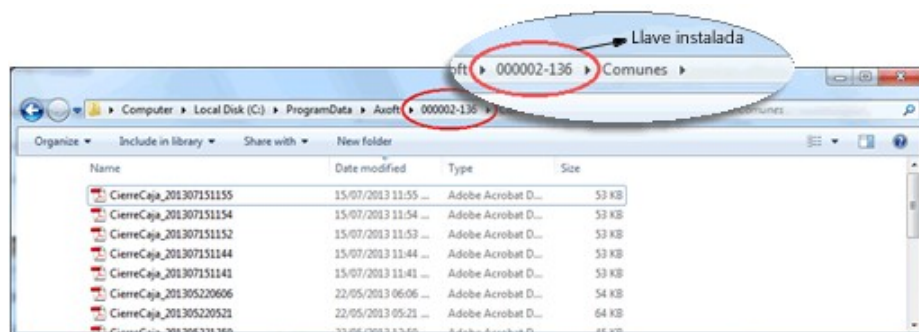 Llave instalada
oft ▸ 000002-136 ▸ Comunes ▸
▸ Computer ▸ Local Disk (C:) ▸ ProgramData ▸ Axoft ▸ 000002-136 ▸ Comunes
Organize ▾ Include in library ▾ Share with ▾ New folder
Name Date modified Type Size
CierreCaja_201307151155 15/07/2013 11:55 ... Adobe Acrobat D... 53 KB
CierreCaja_201307151154 15/07/2013 11:54 ... Adobe Acrobat D... 53 KB
CierreCaja_201307151152 15/07/2013 11:53 ... Adobe Acrobat D... 53 KB
CierreCaja_201307151144 15/07/2013 11:44 ... Adobe Acrobat D... 53 KB
CierreCaja_201307151141 15/07/2013 11:41 ... Adobe Acrobat D... 53 KB
CierreCaja_201305220606 22/05/2013 06:06 ... Adobe Acrobat D... 54 KB
CierreCaja_201305220521 22/05/2013 05:21 ... Adobe Acrobat D... 64 KB